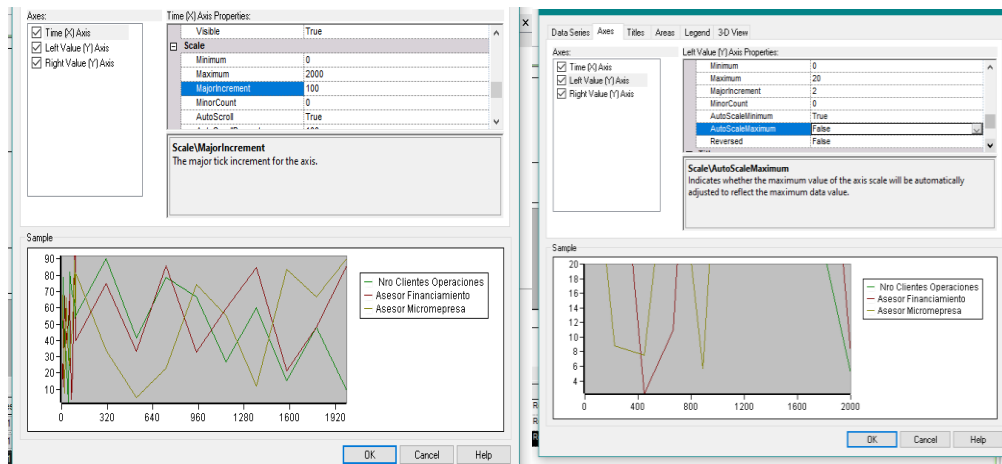 Axes:
Time (X) Axis
Left Value (Y) Axis
Right Value (Y) Axis
Time (X) Axis Properties:
Visible True
Scale
Minimum 0
Maximum 2000
MajorIncrement 100
MinorCount 0
AutoScroll True
Scale\MajorIncrement
The major tick increment for the axis.
Sample
90
80
70
60
50
40
30
20
10
0 320 640 960 1280 1600 1920
Nro Clientes Operaciones
Asesor Financiamiento
Asesor Micromepresa
OK Cancel Help
x
Data Series Axes Titles Areas Legend 3-D View
Axes:
Time (X) Axis
Left Value (Y) Axis
Right Value (Y) Axis
Left Value (Y) Axis Properties:
Minimum 0
Maximum 20
MajorIncrement 2
MinorCount 0
AutoScaleMinimum True
AutoScaleMaximum False
Reversed False
Scale\AutoScaleMaximum
Indicates whether the maximum value of the axis scale will be automatically
adjusted to reflect the maximum data value.
Sample
20
18
16
14
12
10
8
6
4
0 400 800 1200 1600 2000
Nro Clientes Operaciones
Asesor Financiamiento
Asesor Micromepresa
OK Cancel Help